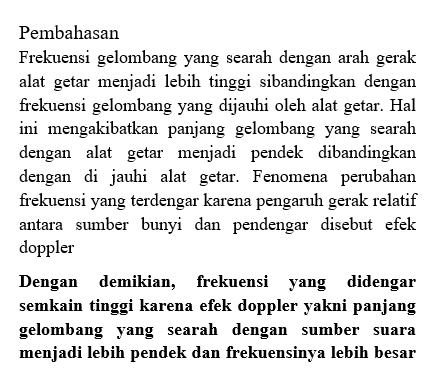 Pembahasan
Frekuensi gelombang yang searah dengan arah gerak
alat getar menjadi lebih tinggi sibandingkan dengan
frekuensi gelombang yang dijauhi oleh alat getar. Hal
ini mengakibatkan panjang gelombang yang searah
dengan alat getar menjadi pendek dibandingkan
dengan di jauhi alat getar. Fenomena perubahan
frekuensi yang terdengar karena pengaruh gerak relatif
antara sumber bunyi dan pendengar disebut efek
doppler
Dengan demikian, frekuensi yang didengar
semkain tinggi karena efek doppler yakni panjang
gelombang yang searah dengan sumber suara
menjadi lebih pendek dan frekuensinya lebih besar